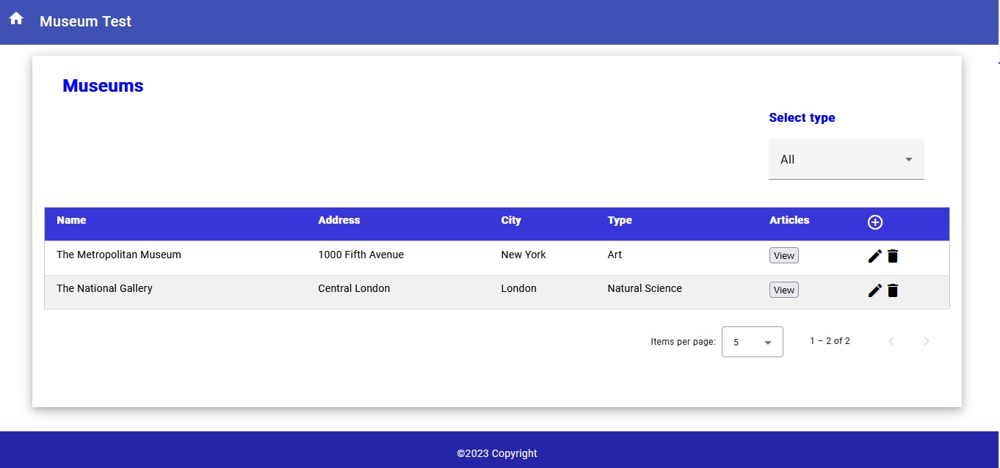 Museum Test
Museums
Select type
All
Name Address City Type Articles
The Metropolitan Museum 1000 Fifth Avenue New York Art View
The National Gallery Central London London Natural Science View
Items per page: 5 1 – 2 of 2
©2023 Copyright